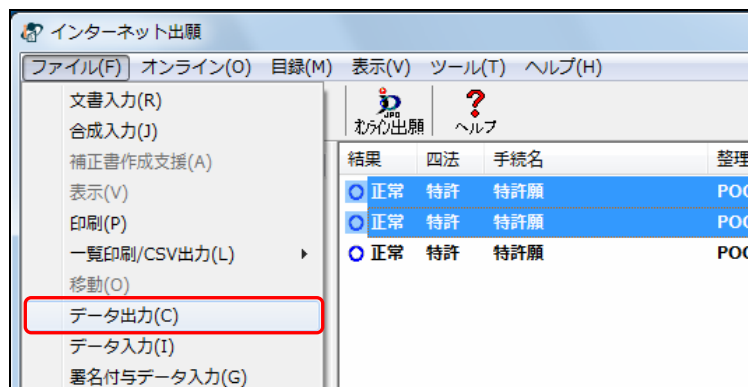 インターネット出願
ファイル(F) オンライン(O) 目録(M) 表示(V) ツール(T) ヘルプ(H)
文書入力(R)
合成入力(J)
補正書作成支援(A)
表示(V)
印刷(P)
一覧印刷/CSV出力(L)
移動(O)
データ出力(C)
データ入力(I)
署名付与データ入力(G)
JPO
ｵﾝﾗｲﾝ出願 ヘルプ
結果 四法 手続名 整理
正常 特許 特許願 POC
正常 特許 特許願 POC
正常 特許 特許願 POC